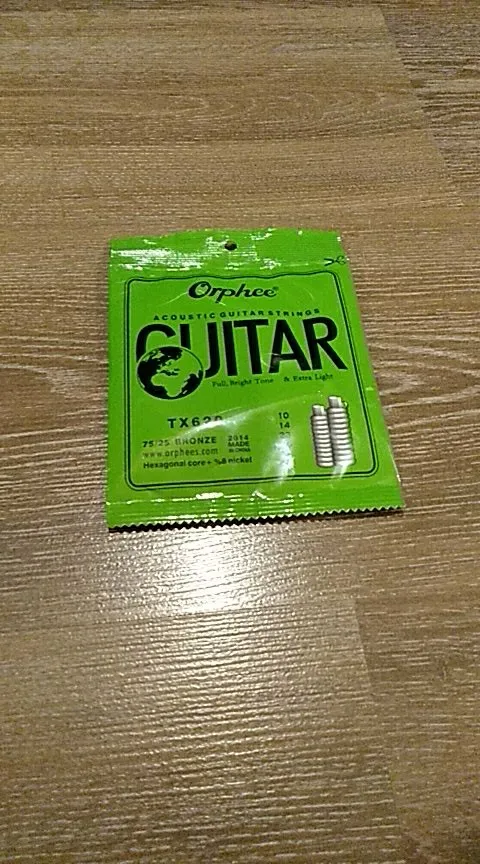 Orphee®
ACOUSTIC GUITAR STRINGS
GUITAR
Full, Bright Tone & Extra Light
10
14
75/25 BRONZE
2014
MADE
IN CHINA
www.orphees.com
Hexagonal core+ %8 nickel